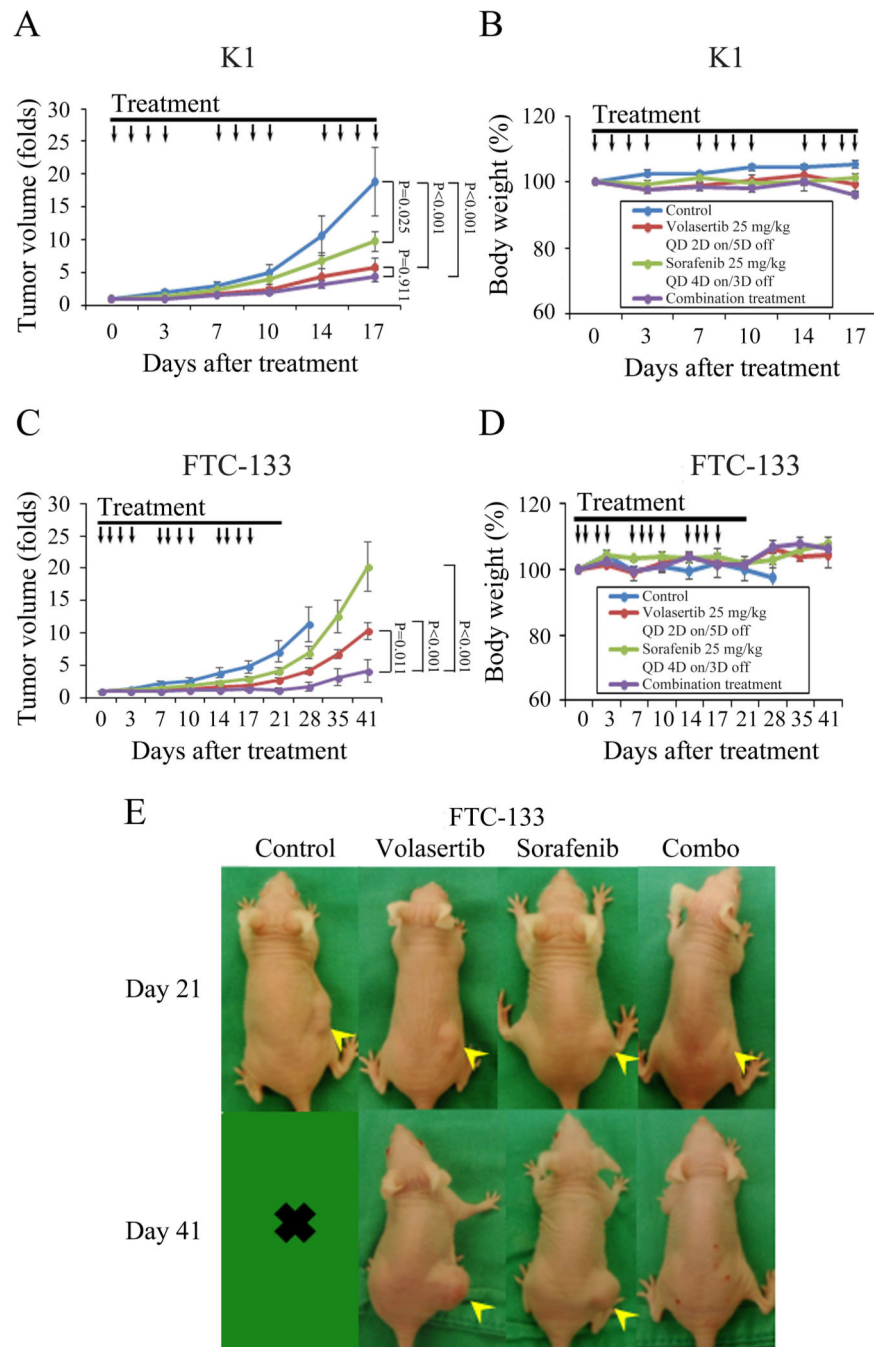 A
K1
Treatment
30
25
20
15
10
5
0
Tumor volume (folds)
0 3 7 10 14 17
Days after treatment
P=0.025
P<0.001
P<0.001
P=0.911
B
K1
Treatment
120
100
80
60
Body weight (%)
Control
Volasertib 25 mg/kg
QD 2D on/5D off
Sorafenib 25 mg/kg
QD 4D on/3D off
Combination treatment
0 3 7 10 14 17
Days after treatment
C
FTC-133
Treatment
30
25
20
15
10
5
0
Tumor volume (folds)
0 3 7 10 14 17 21 28 35 41
Days after treatment
P=0.011
P<0.001
P<0.001
D
FTC-133
Treatment
120
100
80
60
Body weight (%)
Control
Volasertib 25 mg/kg
QD 2D on/5D off
Sorafenib 25 mg/kg
QD 4D on/3D off
Combination treatment
0 3 7 10 14 17 21 28 35 41
Days after treatment
E
FTC-133
Control Volasertib Sorafenib Combo
Day 21
Day 41